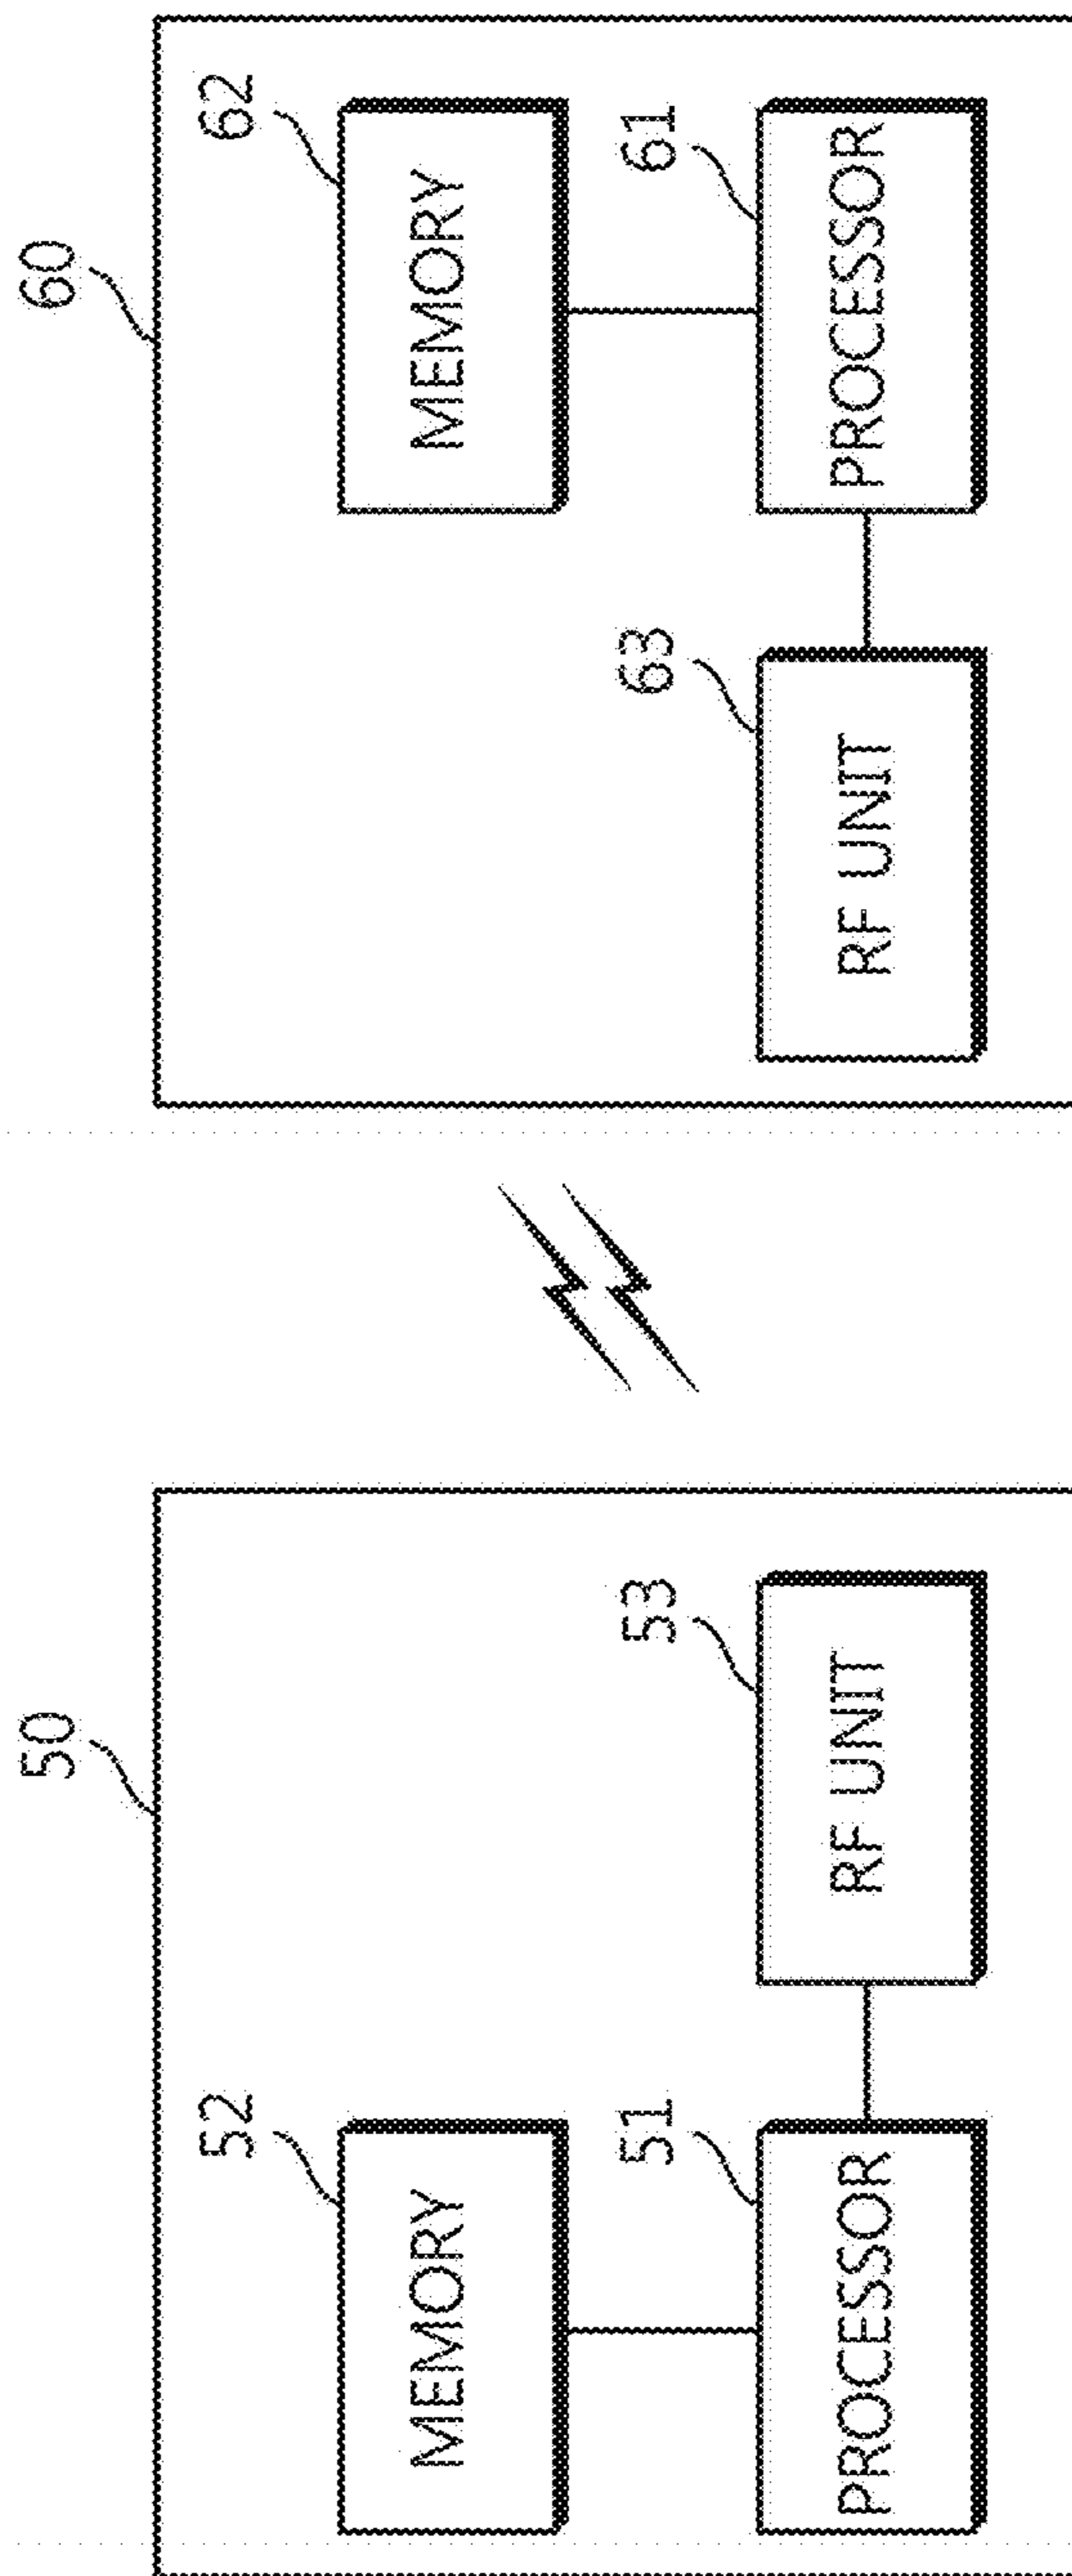 50
60
52
MEMORY
62
MEMORY
51
PROCESSOR
53
RF UNIT
63
RF UNIT
61
PROCESSOR